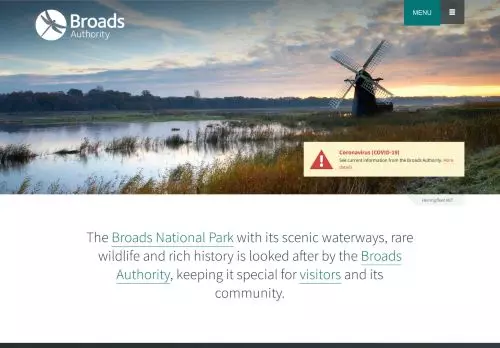 Broads
Authority
MENU
Coronavirus (COVID-19)
See current information from the Broads Authority. More
details
Herringfleet Mill
The Broads National Park with its scenic waterways, rare
wildlife and rich history is looked after by the Broads
Authority, keeping it special for visitors and its
community.